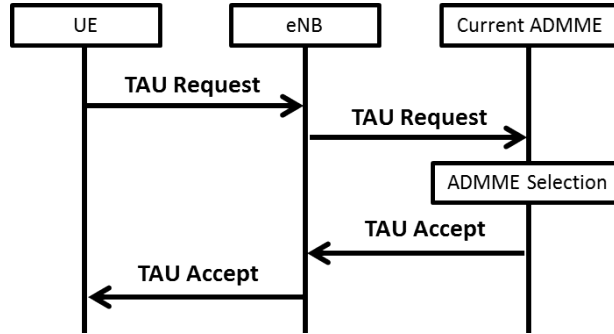 UE
eNB
Current ADMME
TAU Request
TAU Request
ADMME Selection
TAU Accept
TAU Accept